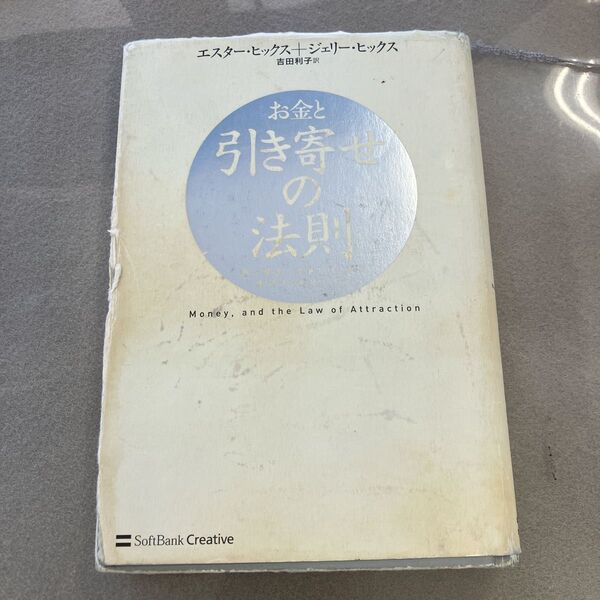 エスター・ヒックス+ジェリー・ヒックス
吉田利子 訳
お金と
引き寄せ
の
法則
Money, and the Law of Attraction
SoftBank Creative